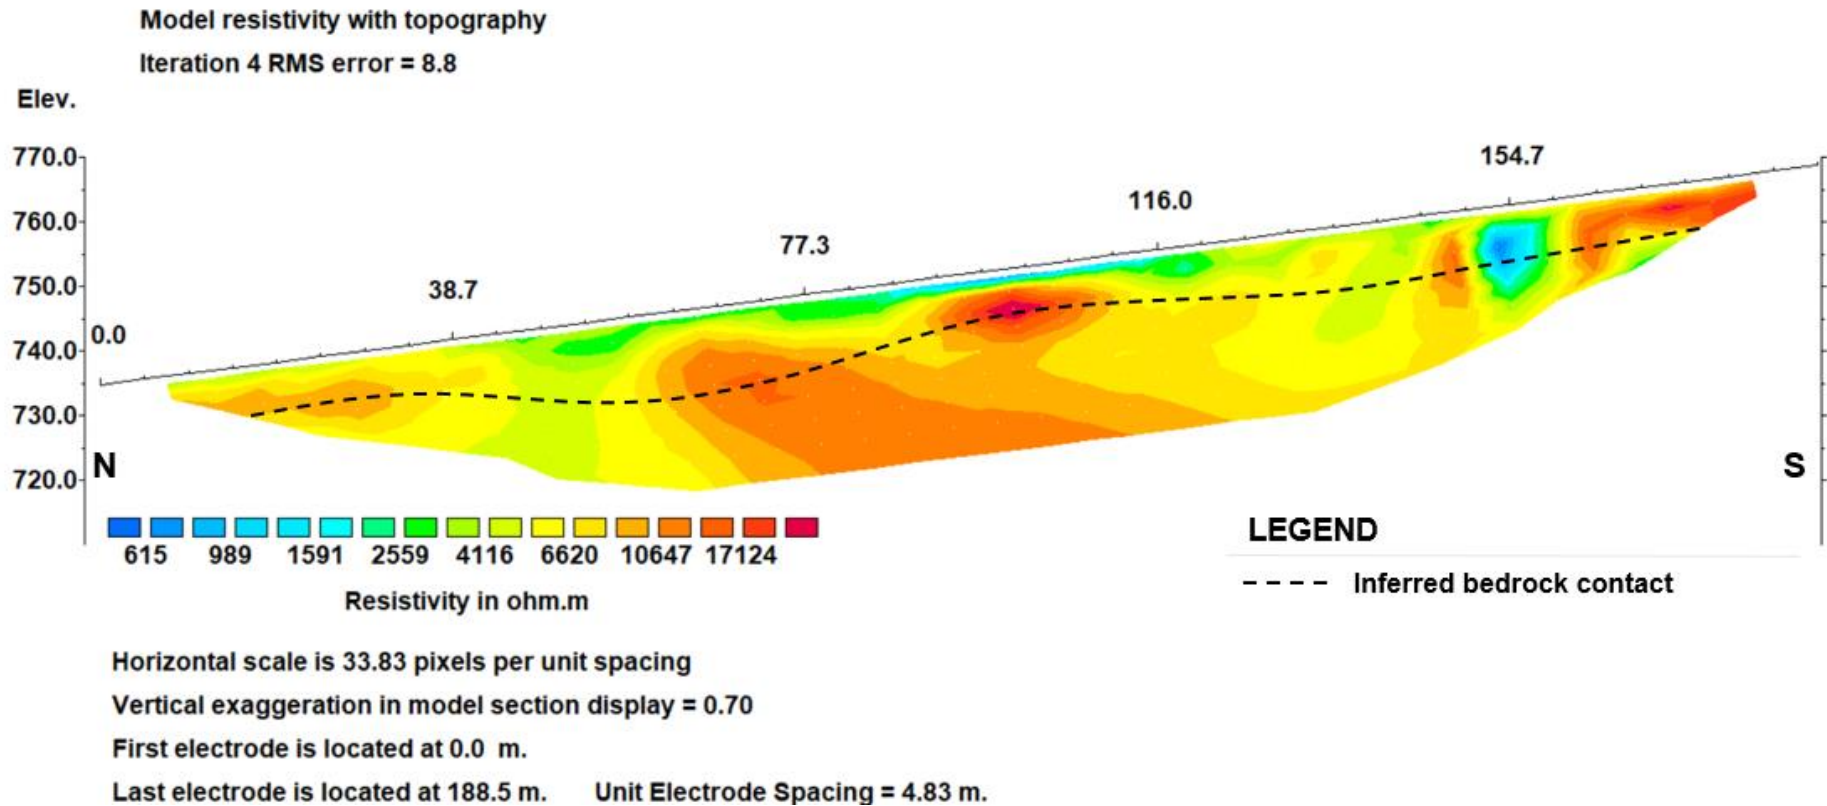 Model resistivity with topography
Iteration 4 RMS error = 8.8
Elev.
770.0
154.7
760.0
116.0
77.3
750.0
38.7
0.0
740.0
730.0
N
S
720.0
615 989 1591 2559 4116 6620 10647 17124
Resistivity in ohm.m
LEGEND
Inferred bedrock contact
Horizontal scale is 33.83 pixels per unit spacing
Vertical exaggeration in model section display = 0.70
First electrode is located at 0.0 m.
Last electrode is located at 188.5 m. Unit Electrode Spacing = 4.83 m.